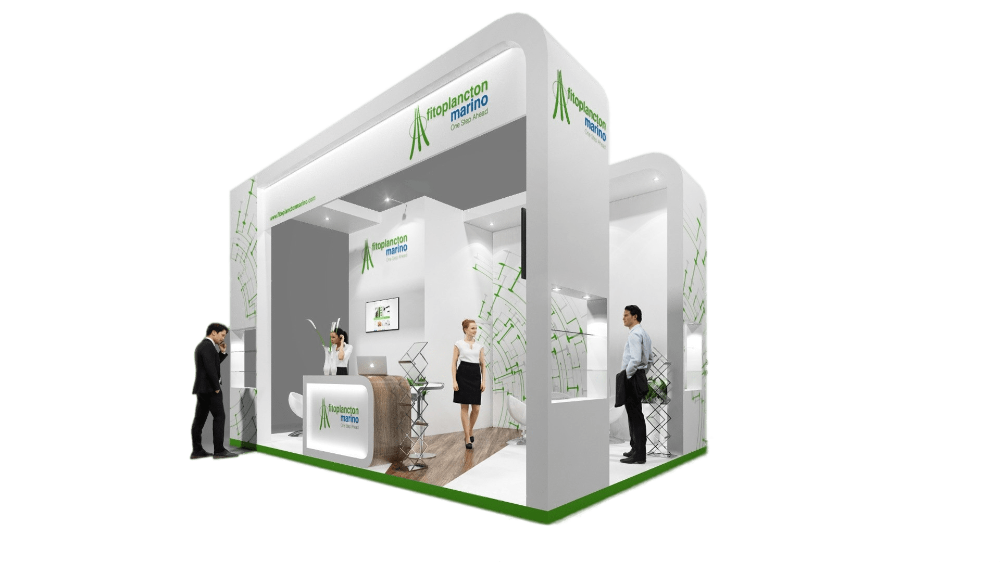 fitoplancton
marino
One Step Ahead
fitoplancton
marino
One Step Ahead
www.fitoplanctonmarino.com
fitoplancton
marino
One Step Ahead
fitoplancton
marino
One Step Ahead